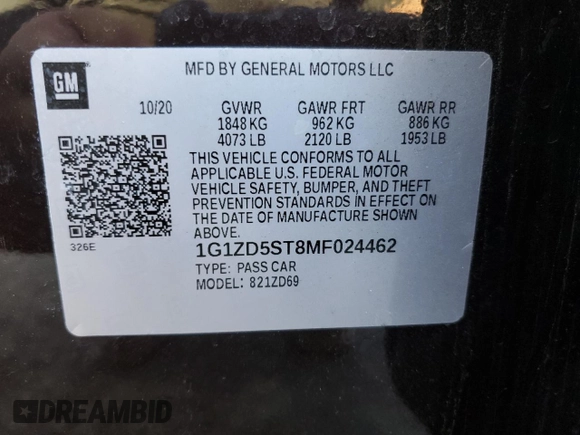 GM
MFD BY GENERAL MOTORS LLC
10/20 GVWR GAWR FRT GAWR RR
1848 KG 962 KG 886 KG
4073 LB 2120 LB 1953 LB
THIS VEHICLE CONFORMS TO ALL
APPLICABLE U.S. FEDERAL MOTOR
VEHICLE SAFETY, BUMPER, AND THEFT
PREVENTION STANDARDS IN EFFECT ON
THE DATE OF MANUFACTURE SHOWN
ABOVE.
326E
1G1ZD5ST8MF024462
TYPE: PASS CAR
MODEL: 821ZD69
DREAMBID